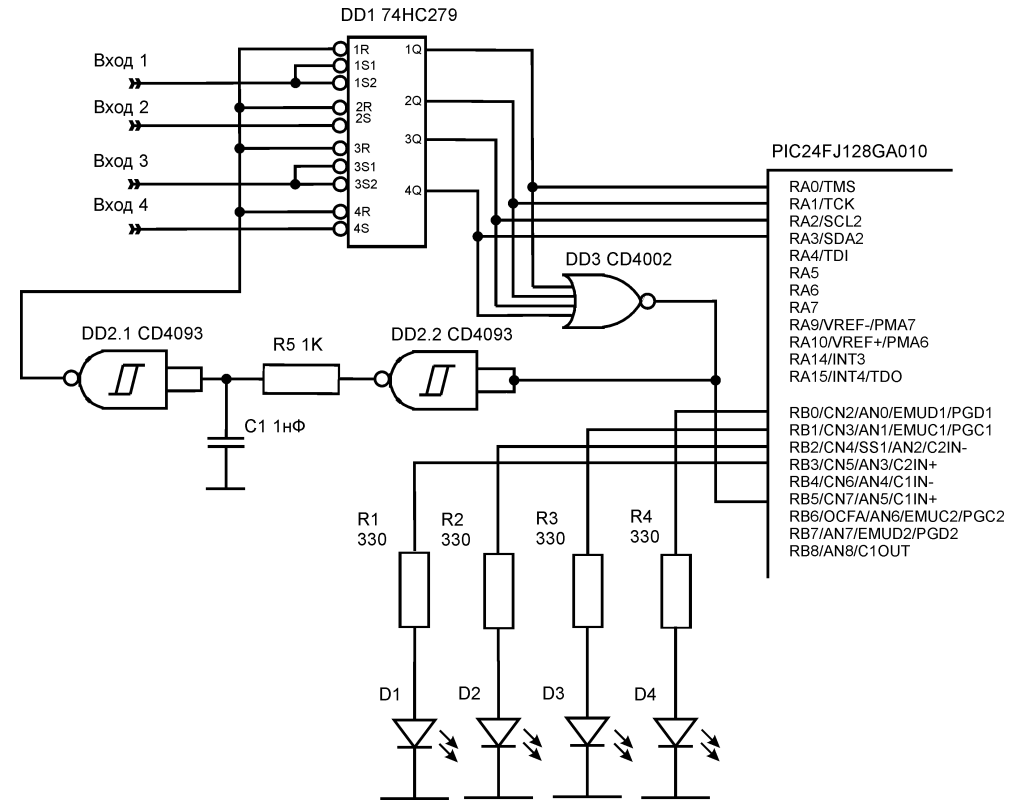 DD1 74HC279
Вход 1
Вход 2
Вход 3
Вход 4
1R
1S1
1S2
2R
2S
3R
3S1
3S2
4R
4S
1Q
2Q
3Q
4Q
PIC24FJ128GA010
RA0/TMS
RA1/TCK
RA2/SCL2
RA3/SDA2
RA4/TDI
RA5
RA6
RA7
RA9/VREF-/PMA7
RA10/VREF+/PMA6
RA14/INT3
RA15/INT4/TDO
RB0/CN2/AN0/EMUD1/PGD1
RB1/CN3/AN1/EMUC1/PGC1
RB2/CN4/SS1/AN2/C2IN-
RB3/CN5/AN3/C2IN+
RB4/CN6/AN4/C1IN-
RB5/CN7/AN5/C1IN+
RB6/OCFA/AN6/EMUC2/PGC2
RB7/AN7/EMUD2/PGD2
RB8/AN8/C1OUT
DD3 CD4002
DD2.1 CD4093
R5 1K
DD2.2 CD4093
C1 1нФ
R1
330
R2
330
R3
330
R4
330
D1
D2
D3
D4